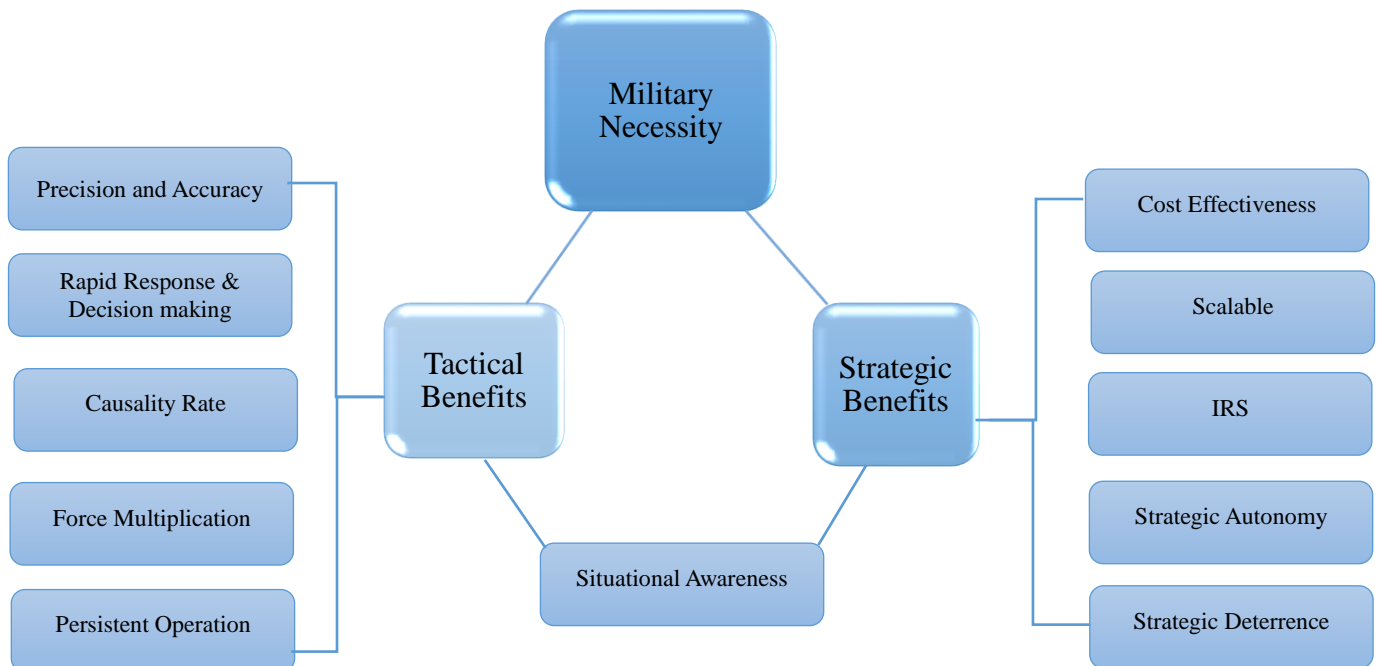 Military
Necessity
Precision and Accuracy
Rapid Response &
Decision making
Causality Rate
Force Multiplication
Persistent Operation
Tactical
Benefits
Strategic
Benefits
Situational Awareness
Cost Effectiveness
Scalable
IRS
Strategic Autonomy
Strategic Deterrence